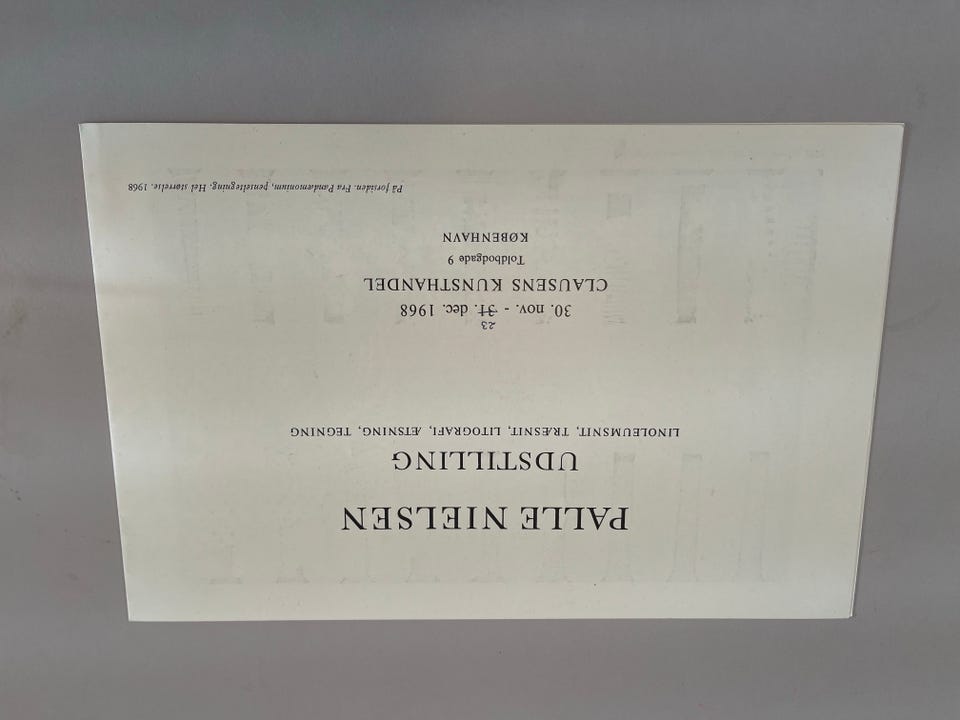 PALLE NIELSEN
UDSTILLING
LINOLEUMSNIT, TRÆSNIT, LITOGRAFI, ÆTSNING, TEGNING
23
30. nov. - 31. dec. 1968
CLAUSENS KUNSTHANDEL
Toldbodgade 9
KØBENHAVN
På forsiden. Fra Pandæmonium, penseltegning. Hel størrelse. 1968